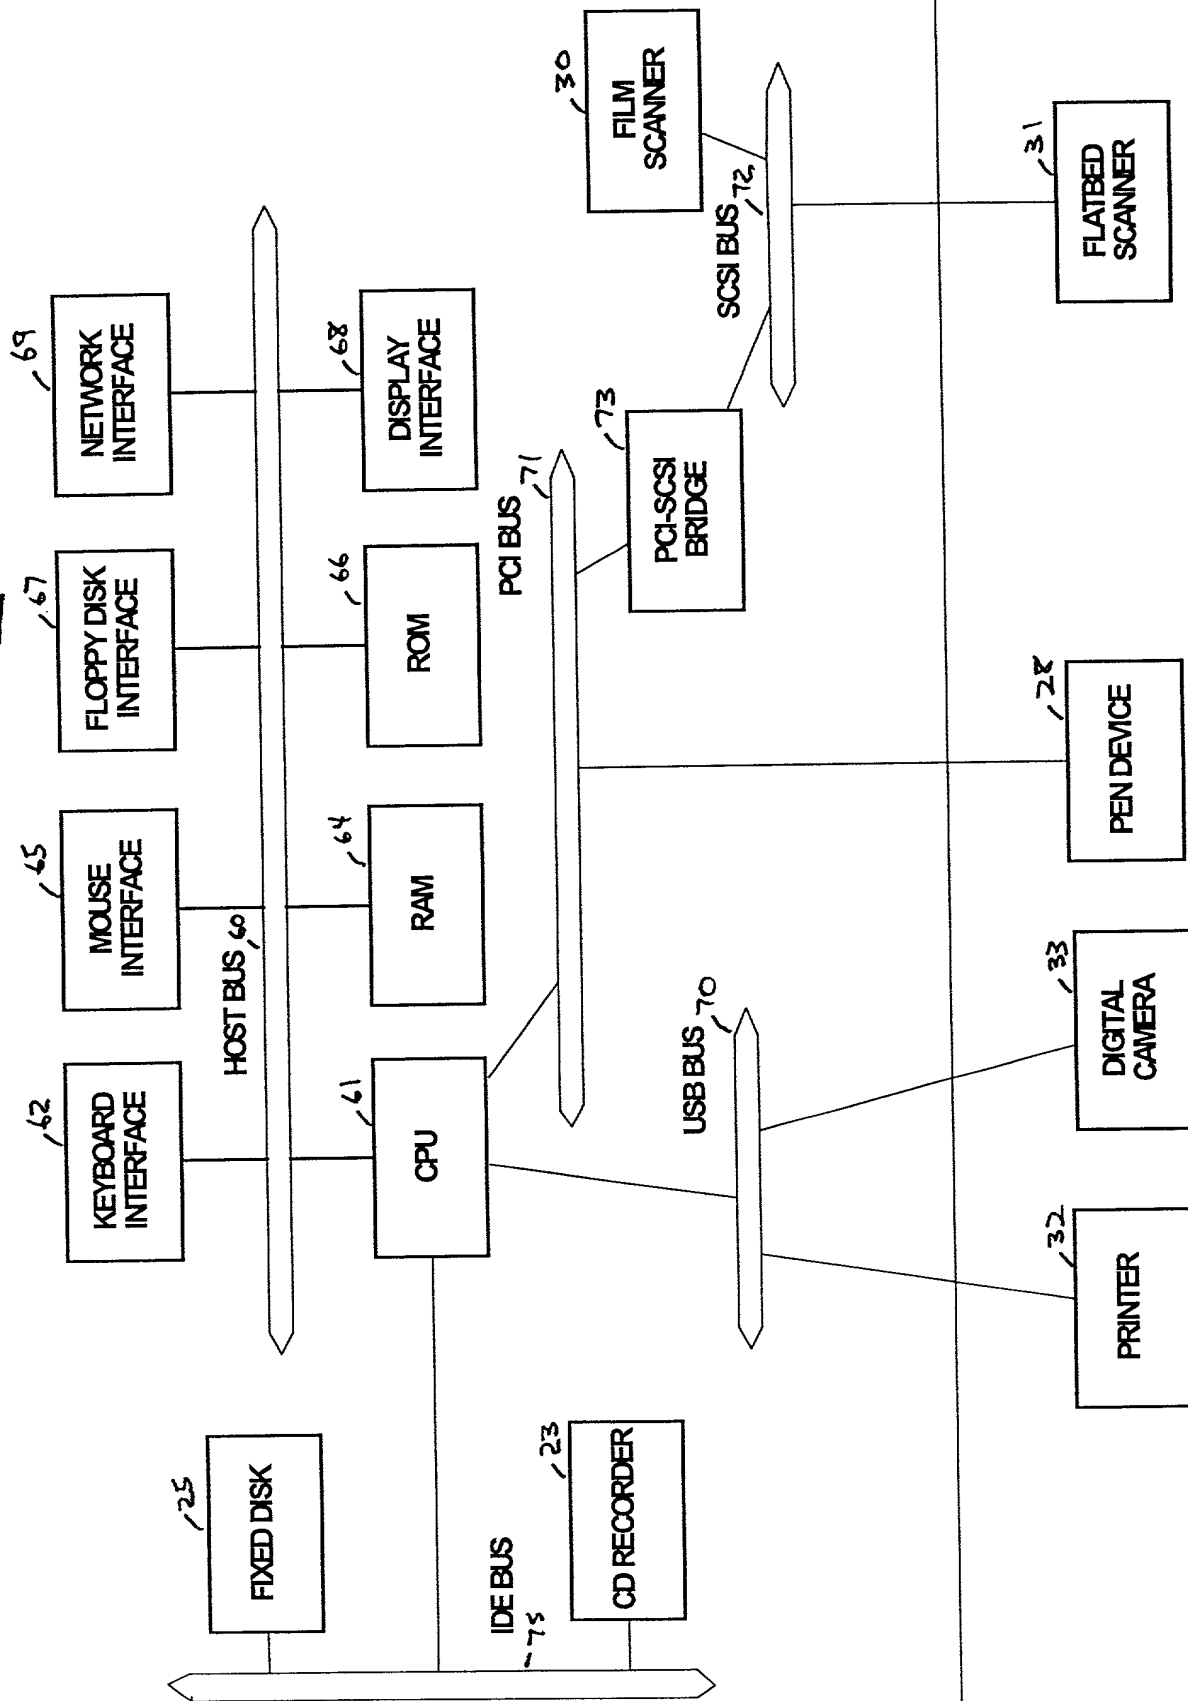 FIXED DISK
25
IDE BUS
75
CD RECORDER
23
KEYBOARD
INTERFACE
62
MOUSE
INTERFACE
65
FLOPPY DISK
INTERFACE
67
NETWORK
INTERFACE
69
HOST BUS 60
CPU
61
RAM
64
ROM
66
DISPLAY
INTERFACE
68
PCI BUS 71
USB BUS 70
PCI-SCSI
BRIDGE
73
SCSI BUS 72
FILM
SCANNER
30
PRINTER
32
DIGITAL
CAMERA
33
PEN DEVICE
28
FLATBED
SCANNER
31